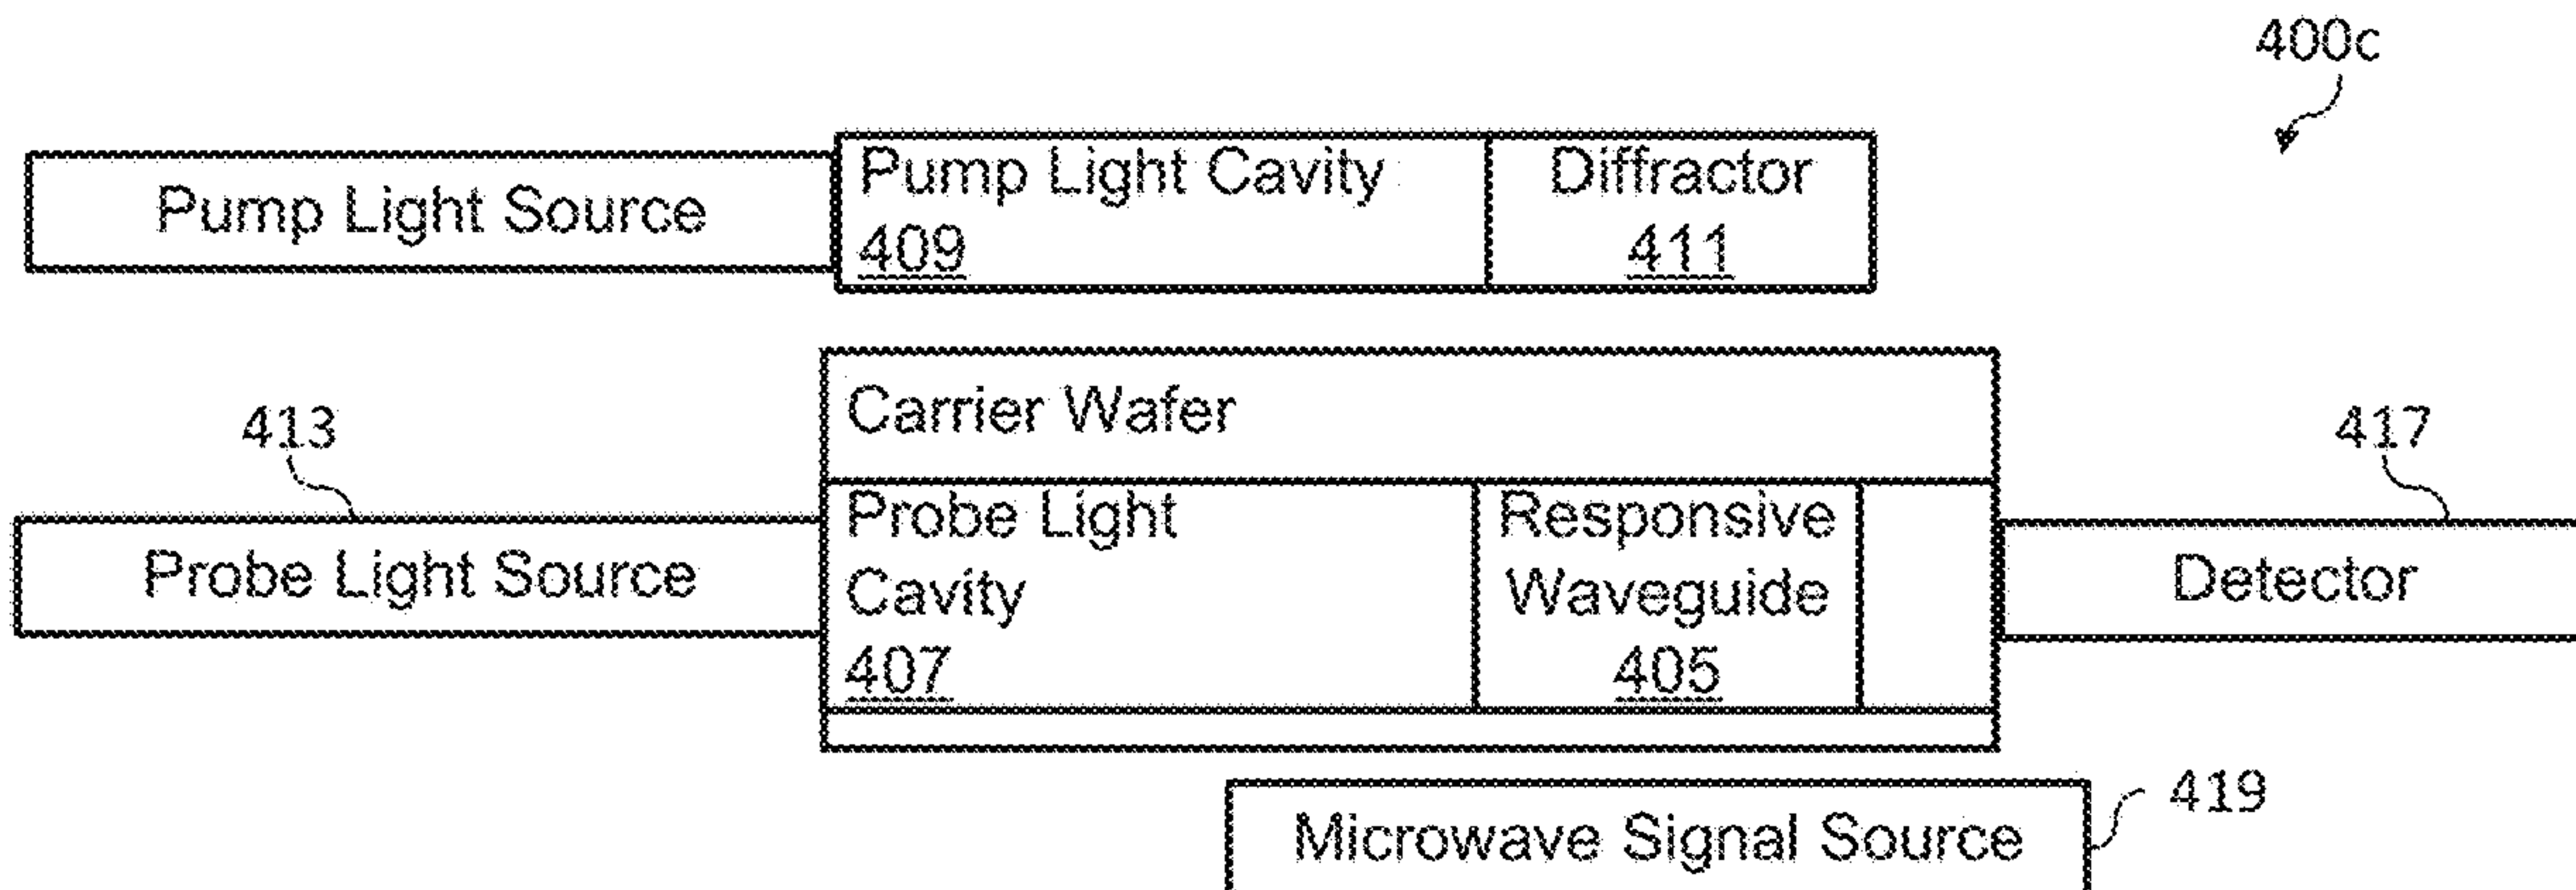 400c
Pump Light Source
Pump Light Cavity
409
Diffractor
411
Carrier Wafer
413
417
Probe Light Source
Probe Light
Cavity
407
Responsive
Waveguide
405
Detector
419
Microwave Signal Source